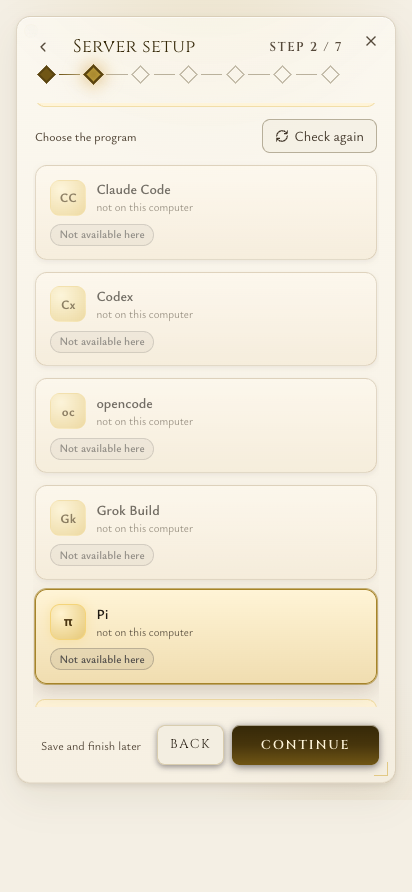 Server setup
STEP 2 / 7
Choose the program
Check again
CC
Claude Code
not on this computer
Not available here
Cx
Codex
not on this computer
Not available here
oc
opencode
not on this computer
Not available here
Gk
Grok Build
not on this computer
Not available here
π
Pi
not on this computer
Not available here
Save and finish later
BACK
CONTINUE